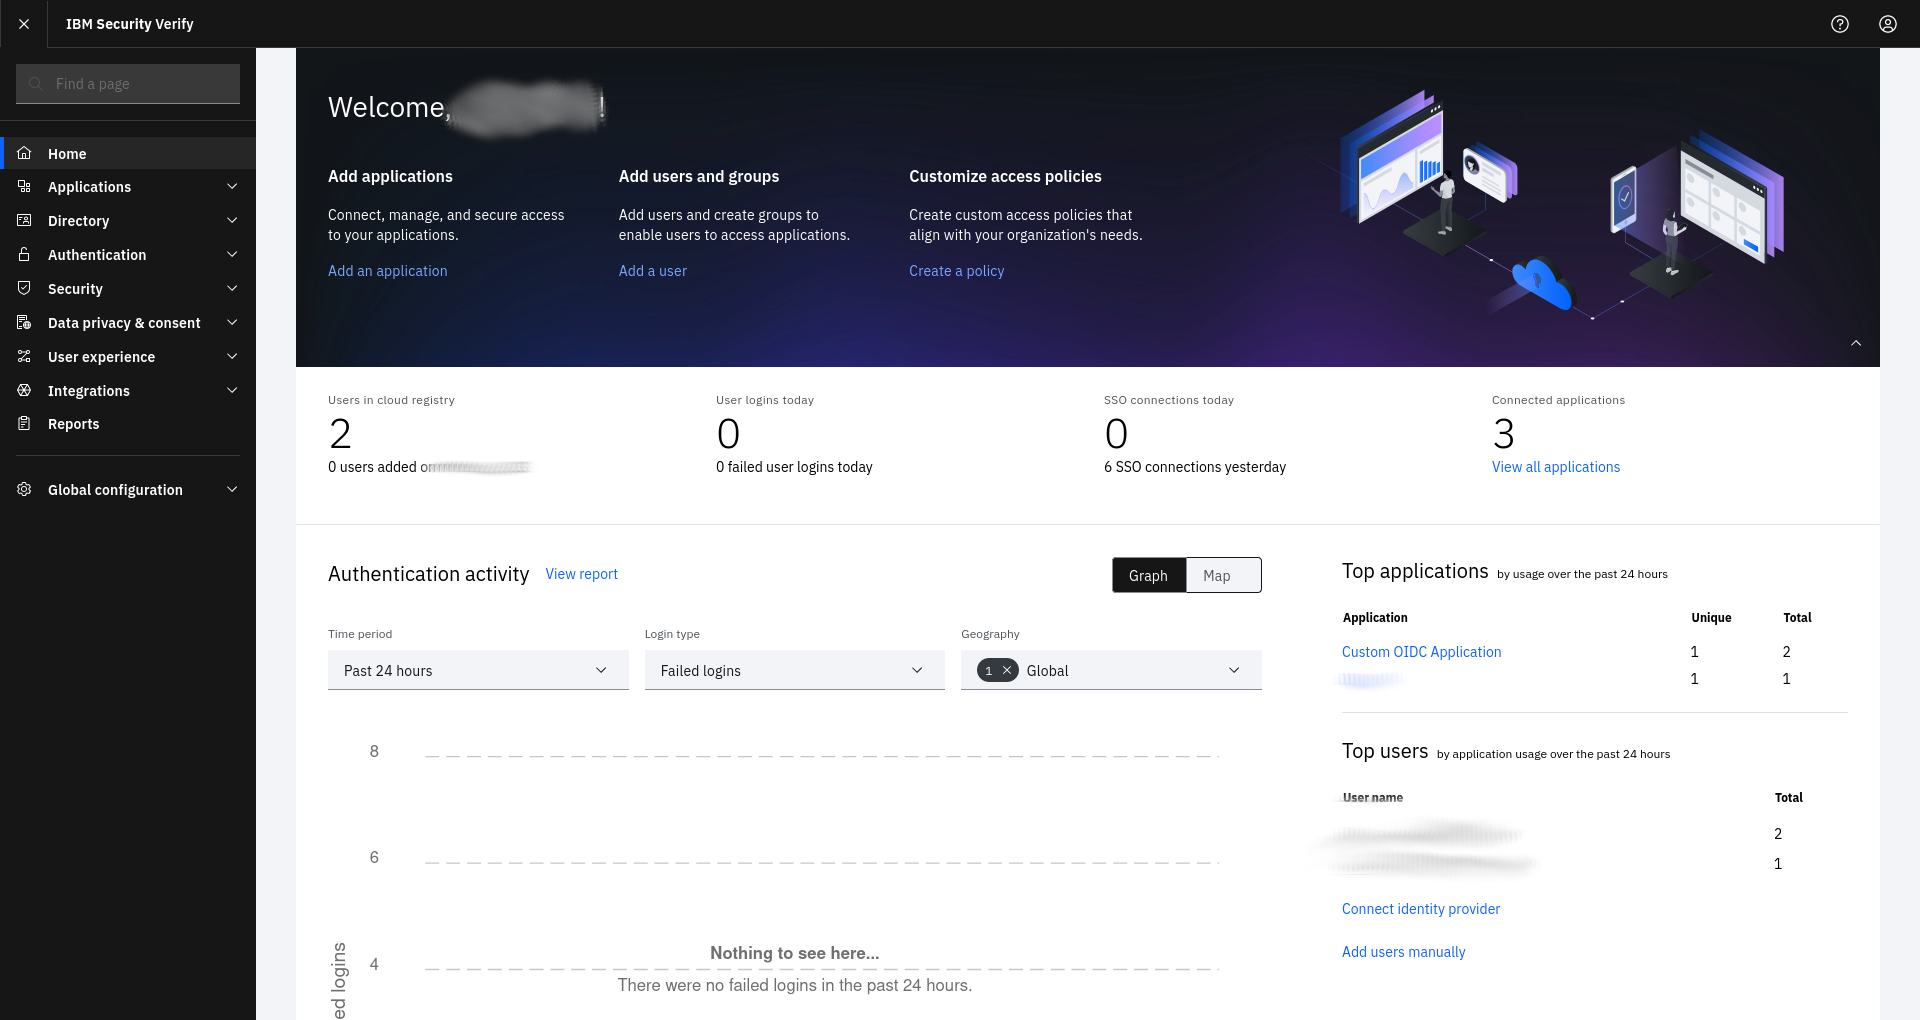 IBM Security Verify
Find a page
Home
Applications
Directory
Authentication
Security
Data privacy & consent
User experience
Integrations
Reports
Global configuration
Welcome, !
Add applications
Connect, manage, and secure access
to your applications.
Add an application
Add users and groups
Add users and create groups to
enable users to access applications.
Add a user
Customize access policies
Create custom access policies that
align with your organization's needs.
Create a policy
Users in cloud registry
2
0 users added on
User logins today
0
0 failed user logins today
SSO connections today
0
6 SSO connections yesterday
Connected applications
3
View all applications
Authentication activity View report
Graph Map
Time period
Past 24 hours
Login type
Failed logins
Geography
1 Global
8
6
4
ed logins
Nothing to see here...
There were no failed logins in the past 24 hours.
Top applications by usage over the past 24 hours
Application Unique Total
Custom OIDC Application 1 2
1 1
Top users by application usage over the past 24 hours
User name Total
2
1
Connect identity provider
Add users manually